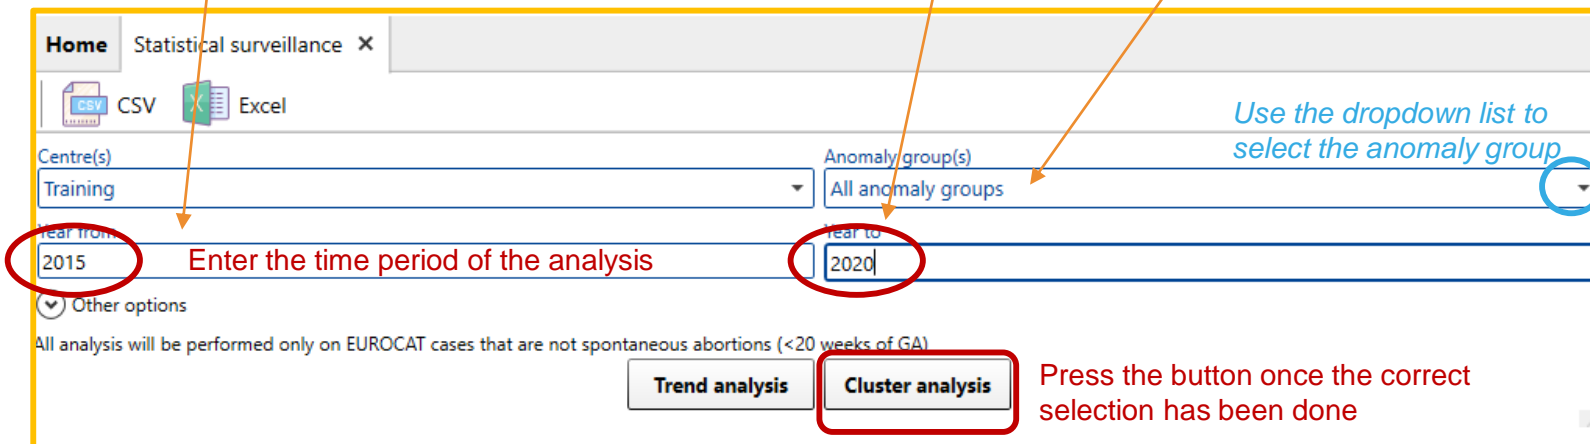 Home Statistical surveillance ×
CSV CSV Excel
Use the dropdown list to
select the anomaly group
Centre(s) Anomaly group(s)
Training All anomaly groups
Year from Year to
2015 Enter the time period of the analysis 2020
Other options
All analysis will be performed only on EUROCAT cases that are not spontaneous abortions (<20 weeks of GA)
Trend analysis Cluster analysis
Press the button once the correct
selection has been done